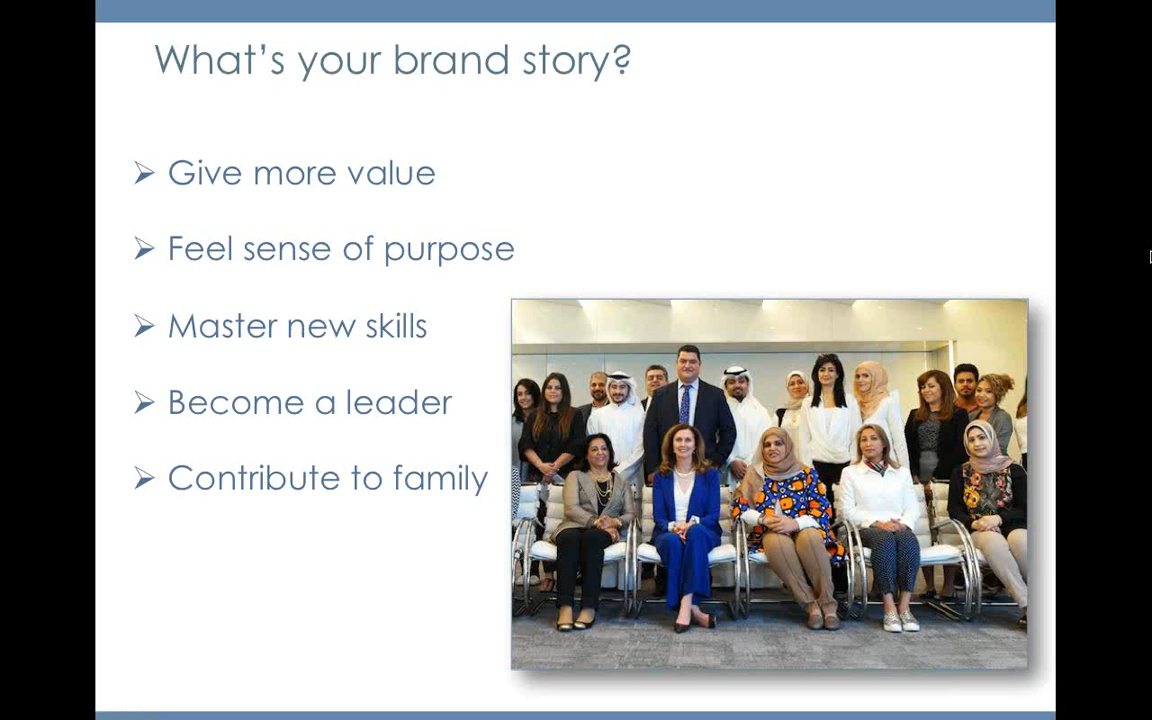 What's your brand story?
➢ Give more value
➢ Feel sense of purpose
➢ Master new skills
➢ Become a leader
➢ Contribute to family